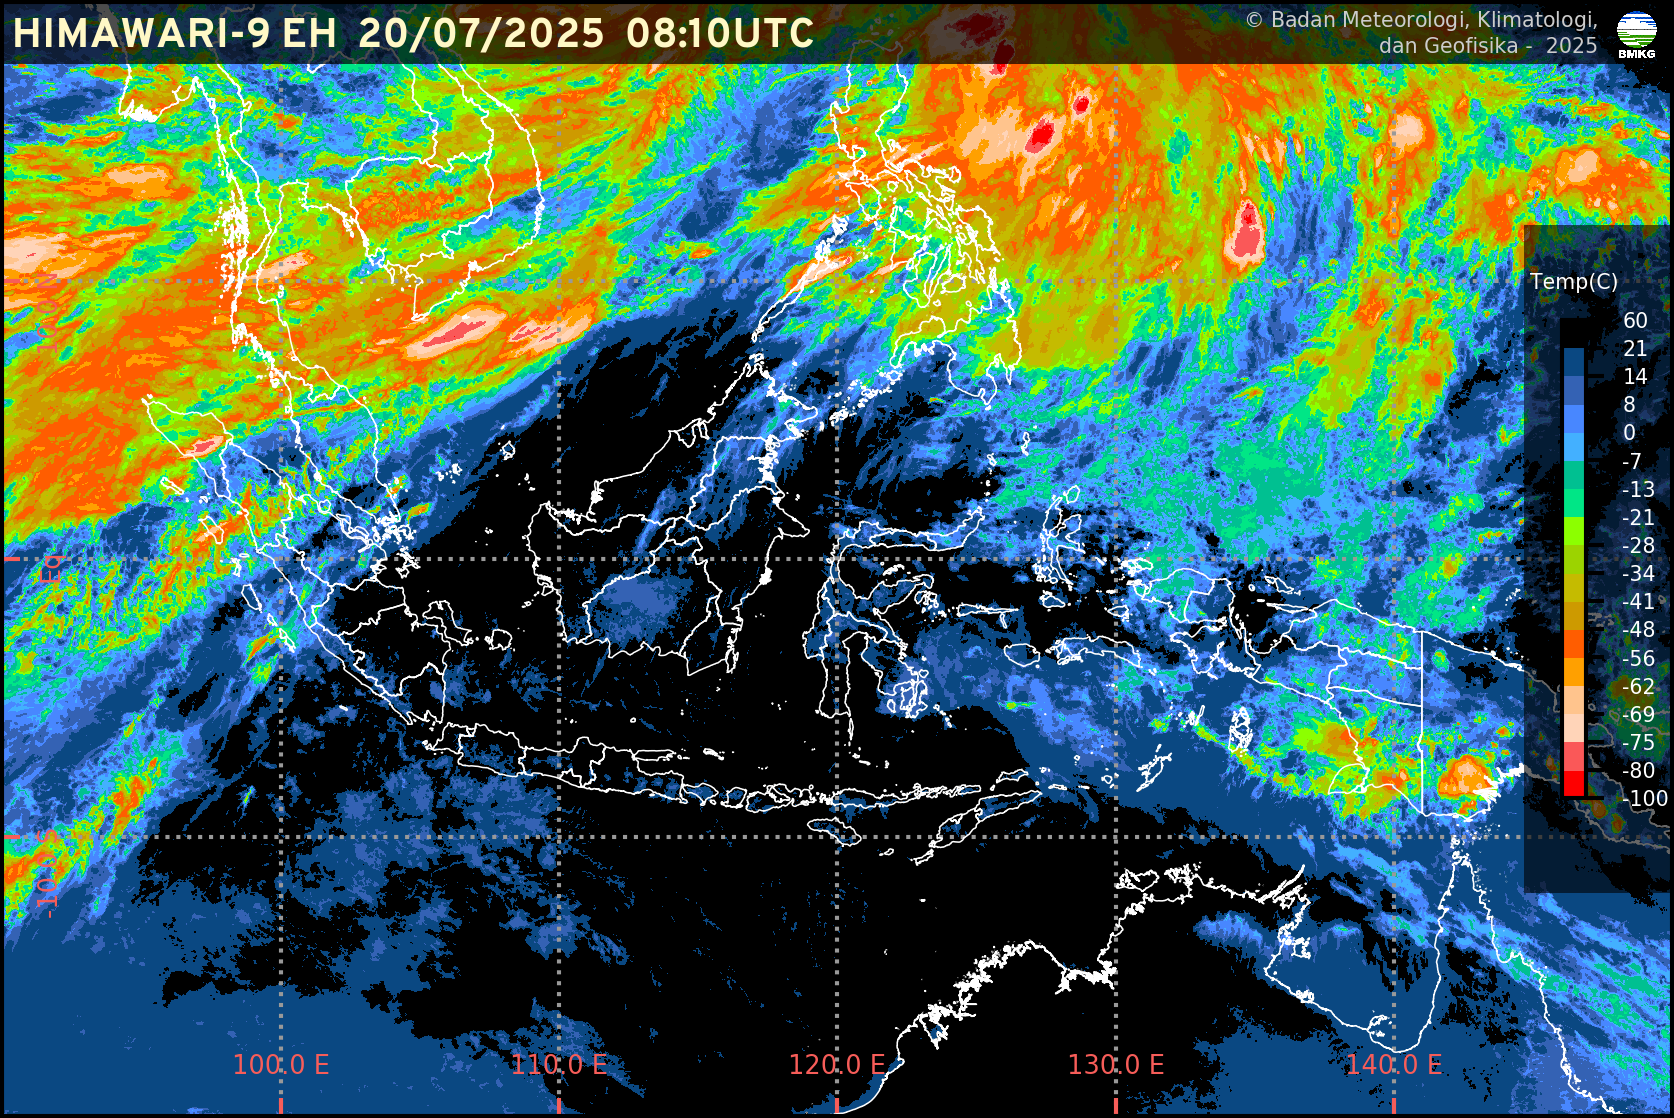 HIMAWARI-9 EH 20/07/2025 08:10UTC
© Badan Meteorologi, Klimatologi,
dan Geofisika - 2025
BMKG
Temp(C)
60
21
14
8
0
-7
-13
-21
-28
-34
-41
-48
-56
-62
-69
-75
-80
-100
Eq
-10.0 S
100.0 E
110.0 E
120.0 E
130.0 E
140.0 E